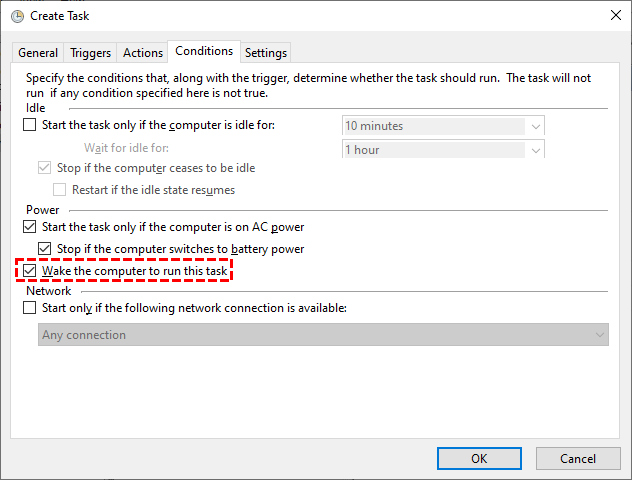 Create Task
General Triggers Actions Conditions Settings
Specify the conditions that, along with the trigger, determine whether the task should run. The task will not
run if any condition specified here is not true.
Idle
Start the task only if the computer is idle for: 10 minutes
Wait for idle for: 1 hour
Stop if the computer ceases to be idle
Restart if the idle state resumes
Power
Start the task only if the computer is on AC power
Stop if the computer switches to battery power
Wake the computer to run this task
Network
Start only if the following network connection is available:
Any connection
OK Cancel